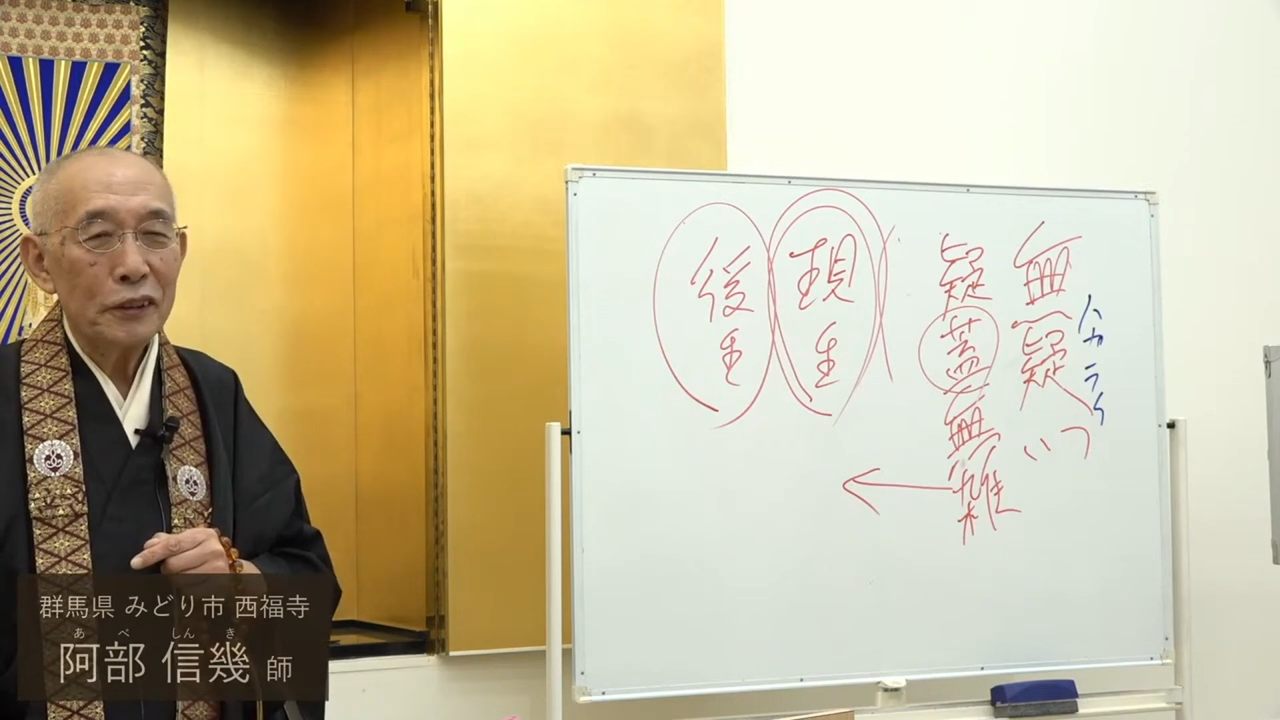 無疑
ハカラク
いつ
疑蓋無雑
現生
後生
群馬県 みどり市 西福寺
あべ しんき
阿部 信幾 師